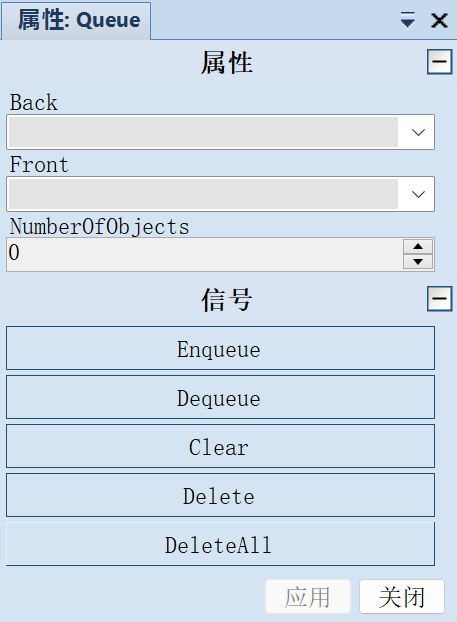 属性: Queue
属性
Back
Front
NumberOfObjects
0
信号
Enqueue
Dequeue
Clear
Delete
DeleteAll
应用 关闭